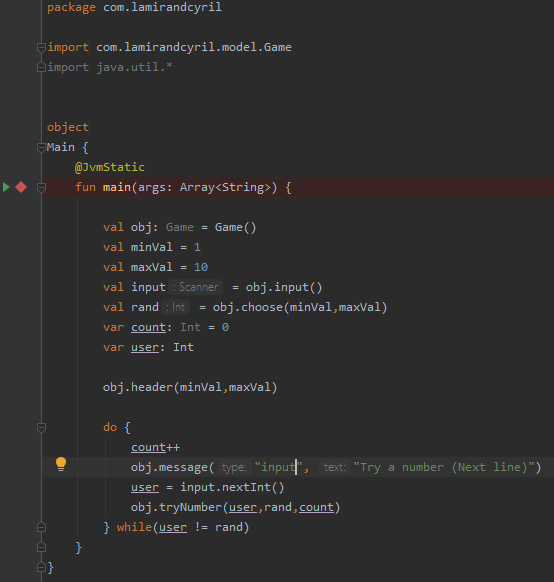 package com.lamirandcyril
import com.lamirandcyril.model.Game
import java.util.*
object
Main {
@JvmStatic
fun main(args: Array<String>) {
val obj: Game = Game()
val minVal = 1
val maxVal = 10
val input : Scanner = obj.input()
val rand : Int = obj.choose(minVal,maxVal)
var count: Int = 0
var user: Int
obj.header(minVal,maxVal)
do {
count++
obj.message( type: "input", text: "Try a number (Next line)")
user = input.nextInt()
obj.tryNumber(user,rand,count)
} while(user != rand)
}
}